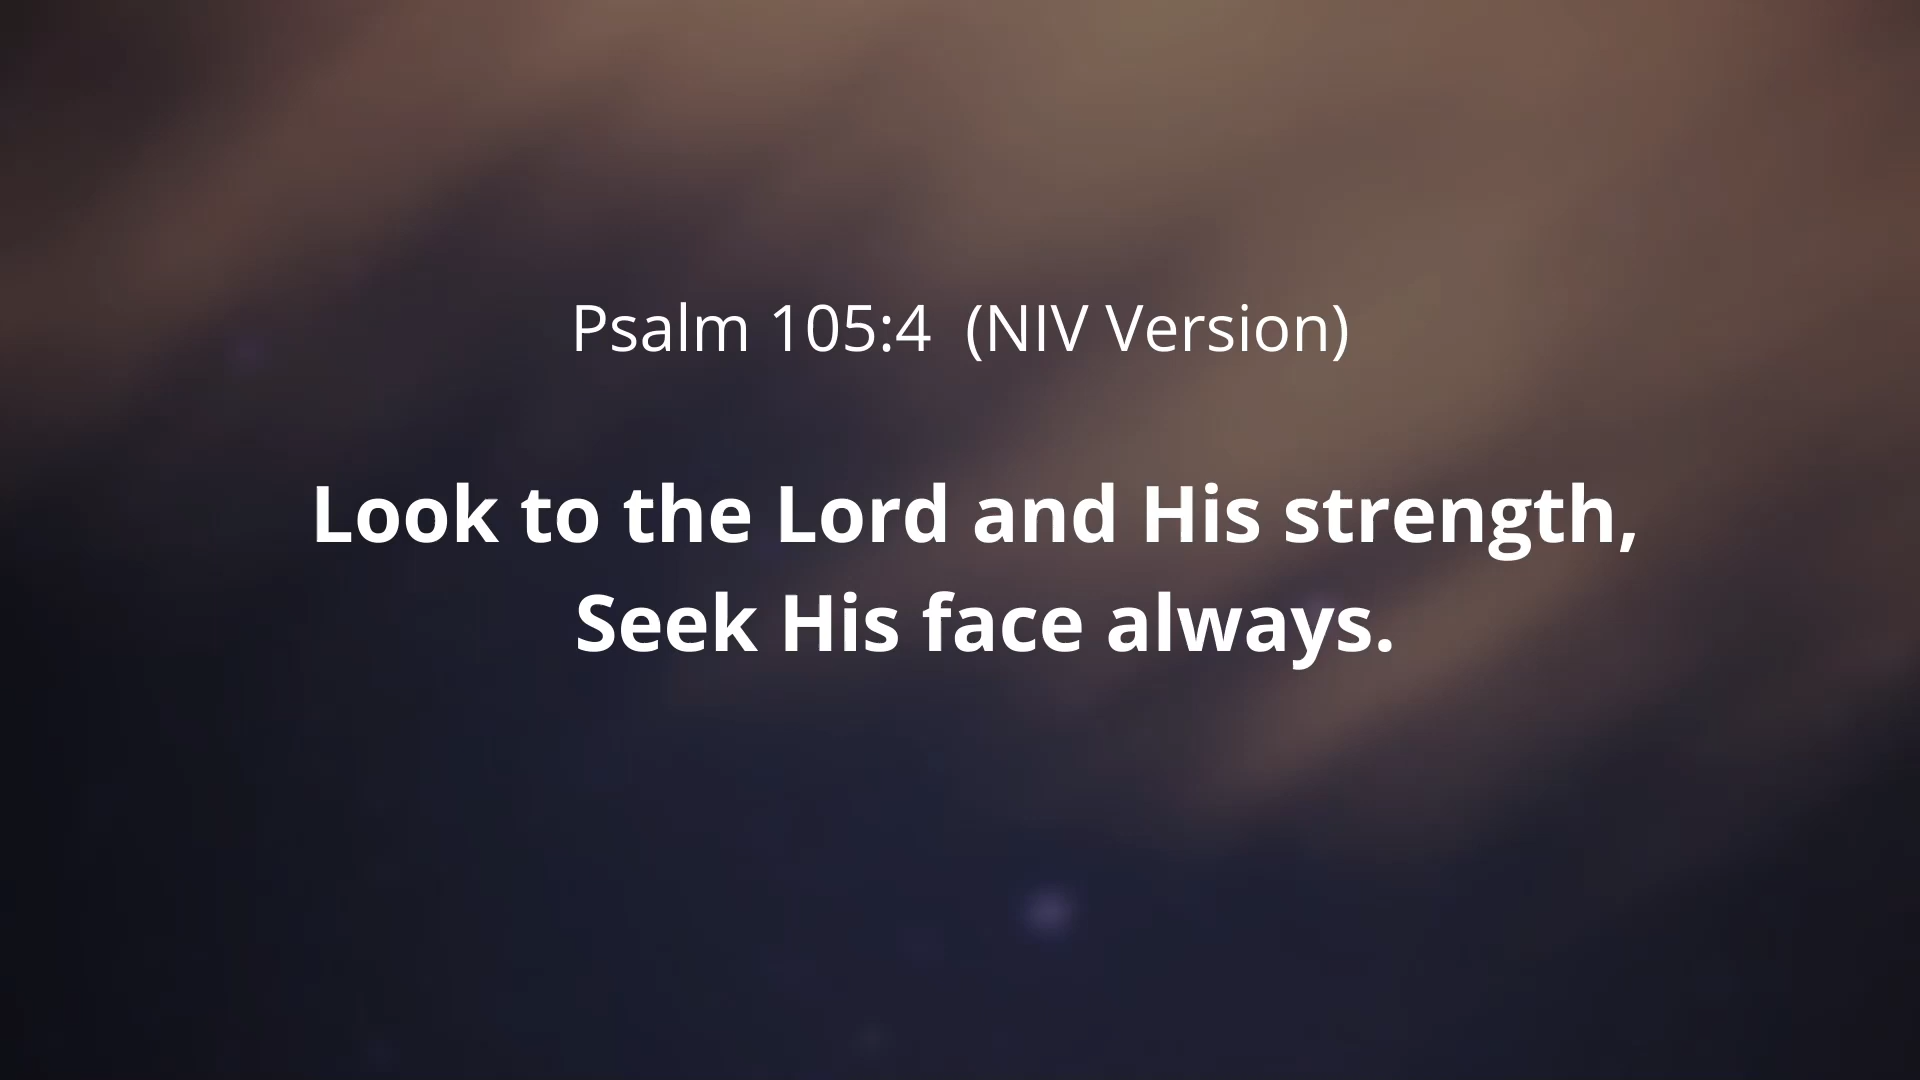 Psalm 105:4  (NIV Version)
Look to the Lord and His strength,
Seek His face always.